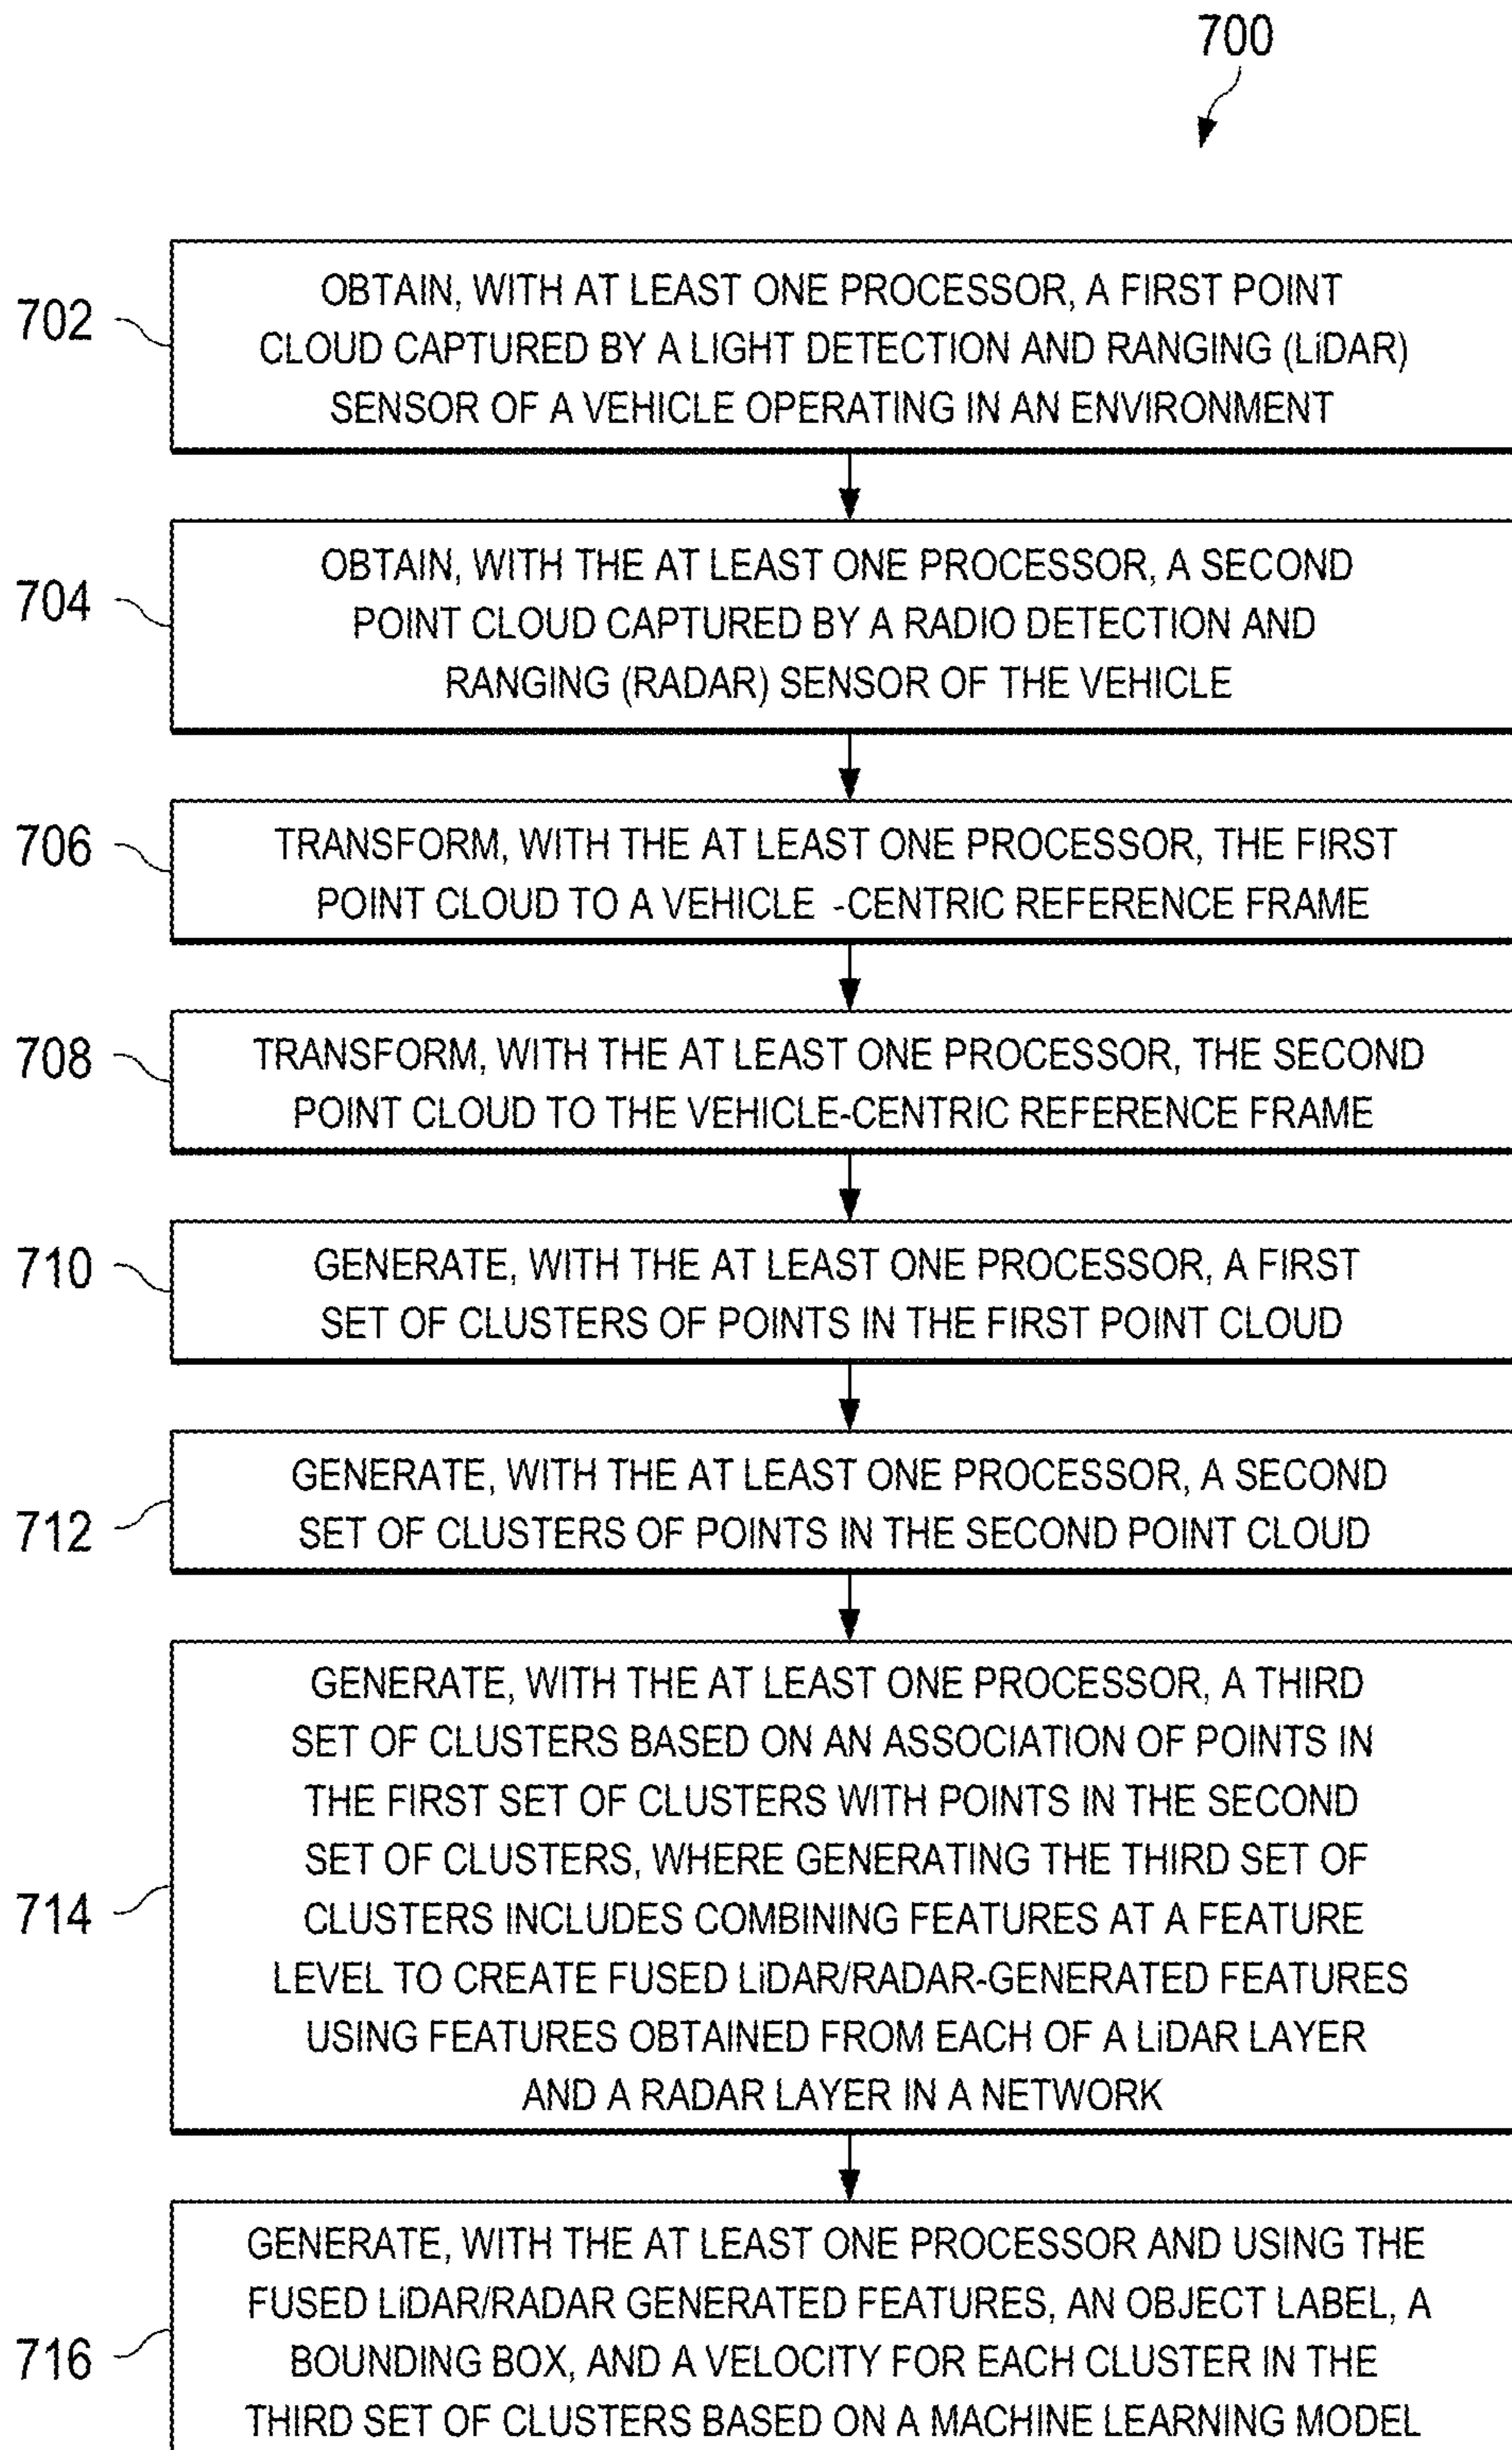 700
702
OBTAIN, WITH AT LEAST ONE PROCESSOR, A FIRST POINT
CLOUD CAPTURED BY A LIGHT DETECTION AND RANGING (LiDAR)
SENSOR OF A VEHICLE OPERATING IN AN ENVIRONMENT
704
OBTAIN, WITH THE AT LEAST ONE PROCESSOR, A SECOND
POINT CLOUD CAPTURED BY A RADIO DETECTION AND
RANGING (RADAR) SENSOR OF THE VEHICLE
706
TRANSFORM, WITH THE AT LEAST ONE PROCESSOR, THE FIRST
POINT CLOUD TO A VEHICLE -CENTRIC REFERENCE FRAME
708
TRANSFORM, WITH THE AT LEAST ONE PROCESSOR, THE SECOND
POINT CLOUD TO THE VEHICLE-CENTRIC REFERENCE FRAME
710
GENERATE, WITH THE AT LEAST ONE PROCESSOR, A FIRST
SET OF CLUSTERS OF POINTS IN THE FIRST POINT CLOUD
712
GENERATE, WITH THE AT LEAST ONE PROCESSOR, A SECOND
SET OF CLUSTERS OF POINTS IN THE SECOND POINT CLOUD
714
GENERATE, WITH THE AT LEAST ONE PROCESSOR, A THIRD
SET OF CLUSTERS BASED ON AN ASSOCIATION OF POINTS IN
THE FIRST SET OF CLUSTERS WITH POINTS IN THE SECOND
SET OF CLUSTERS, WHERE GENERATING THE THIRD SET OF
CLUSTERS INCLUDES COMBINING FEATURES AT A FEATURE
LEVEL TO CREATE FUSED LiDAR/RADAR-GENERATED FEATURES
USING FEATURES OBTAINED FROM EACH OF A LiDAR LAYER
AND A RADAR LAYER IN A NETWORK
716
GENERATE, WITH THE AT LEAST ONE PROCESSOR AND USING THE
FUSED LiDAR/RADAR GENERATED FEATURES, AN OBJECT LABEL, A
BOUNDING BOX, AND A VELOCITY FOR EACH CLUSTER IN THE
THIRD SET OF CLUSTERS BASED ON A MACHINE LEARNING MODEL